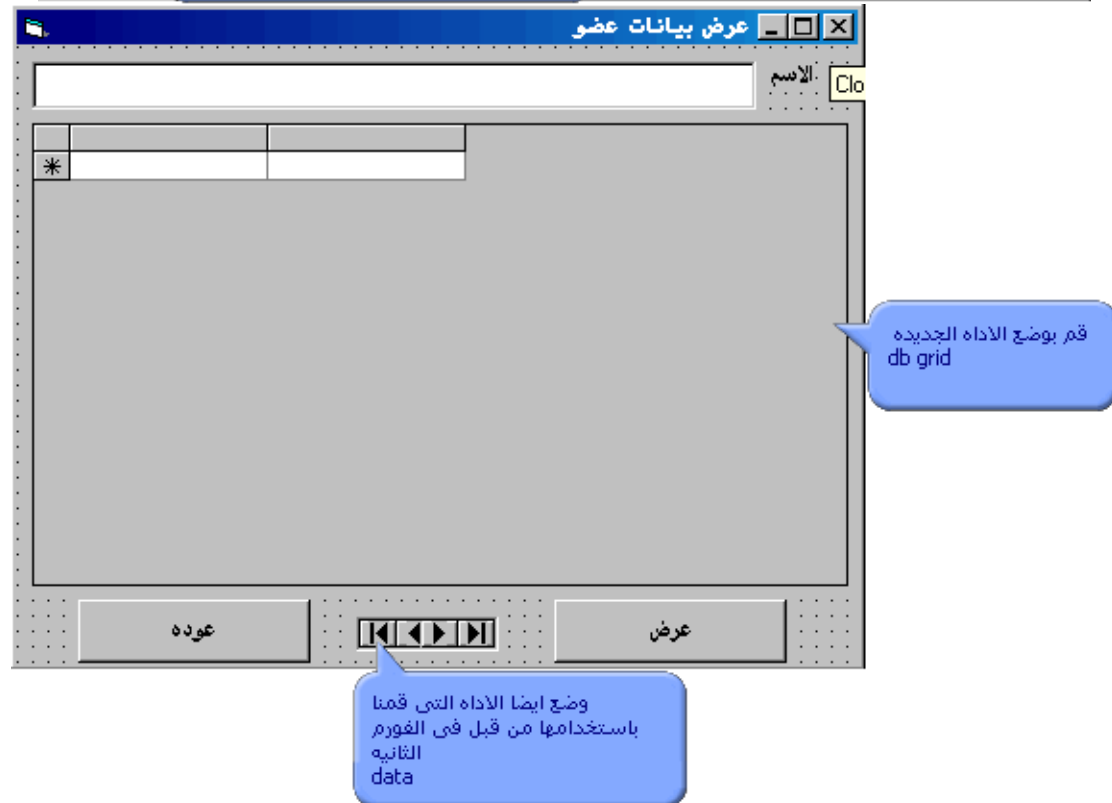 عرض بيانات عضو
الاسم
Clo
قم بوضع الاداه الجديده
db grid
عوده
عرض
وضع ايضا الاداه التى قمنا
باستخدامها من قبل فى الفورم
الثانيه
data